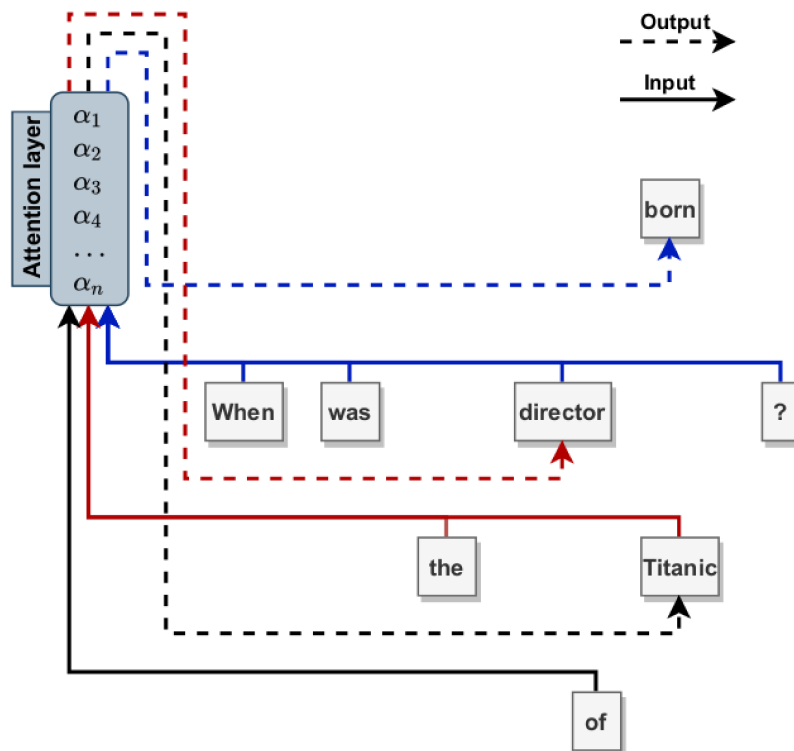 Output
Input
Attention layer
α₁
α₂
α₃
α₄
...
αₙ
born
When was director ?
the Titanic
of